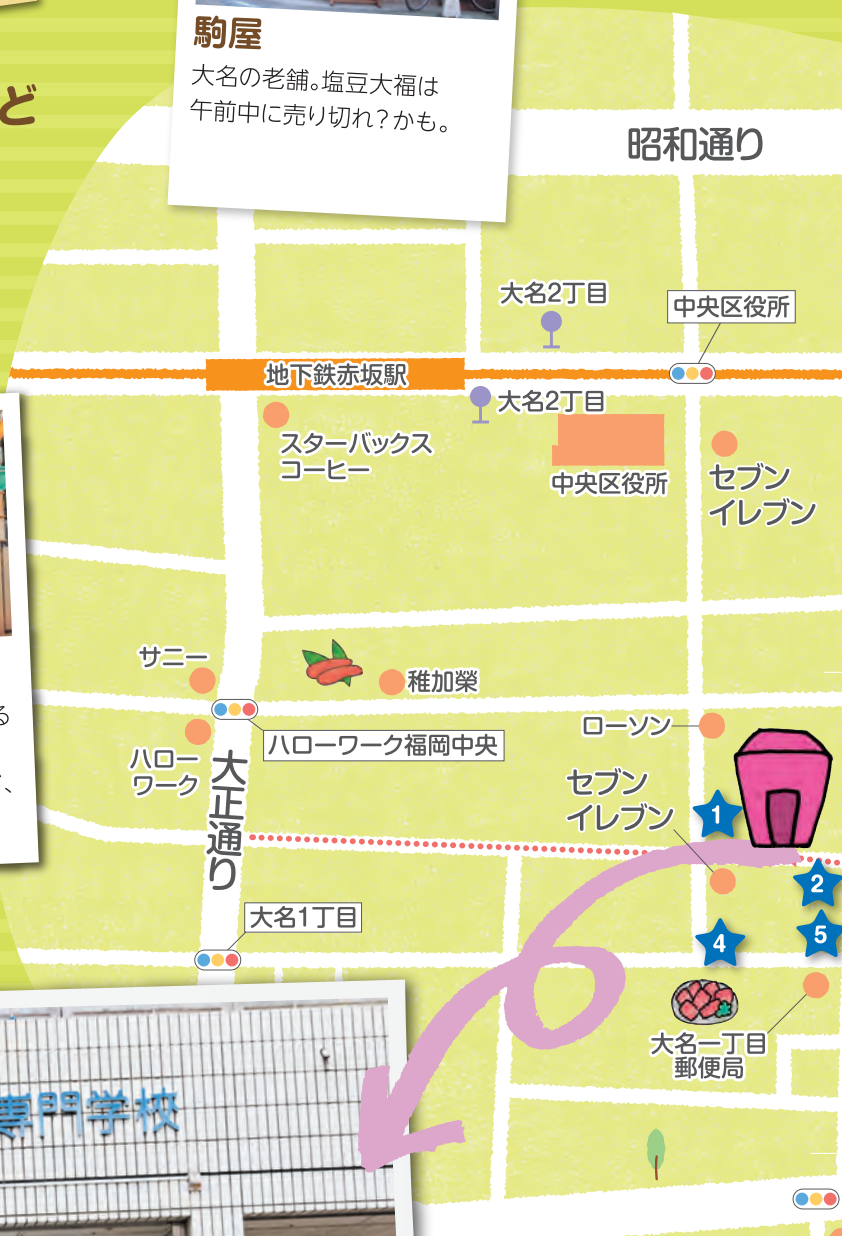 駒屋
大名の老舗。塩豆大福は
午前中に売り切れ?かも。
ど
昭和通り
大名2丁目
中央区役所
地下鉄赤坂駅
大名2丁目
スターバックス
コーヒー
中央区役所
セブン
イレブン
サニー
稚加榮
る
、
ローソン
ハローワーク福岡中央
ハロー
ワーク
大正通り
セブン
イレブン
1
2
大名1丁目
4
5
大名一丁目
郵便局
専門学校